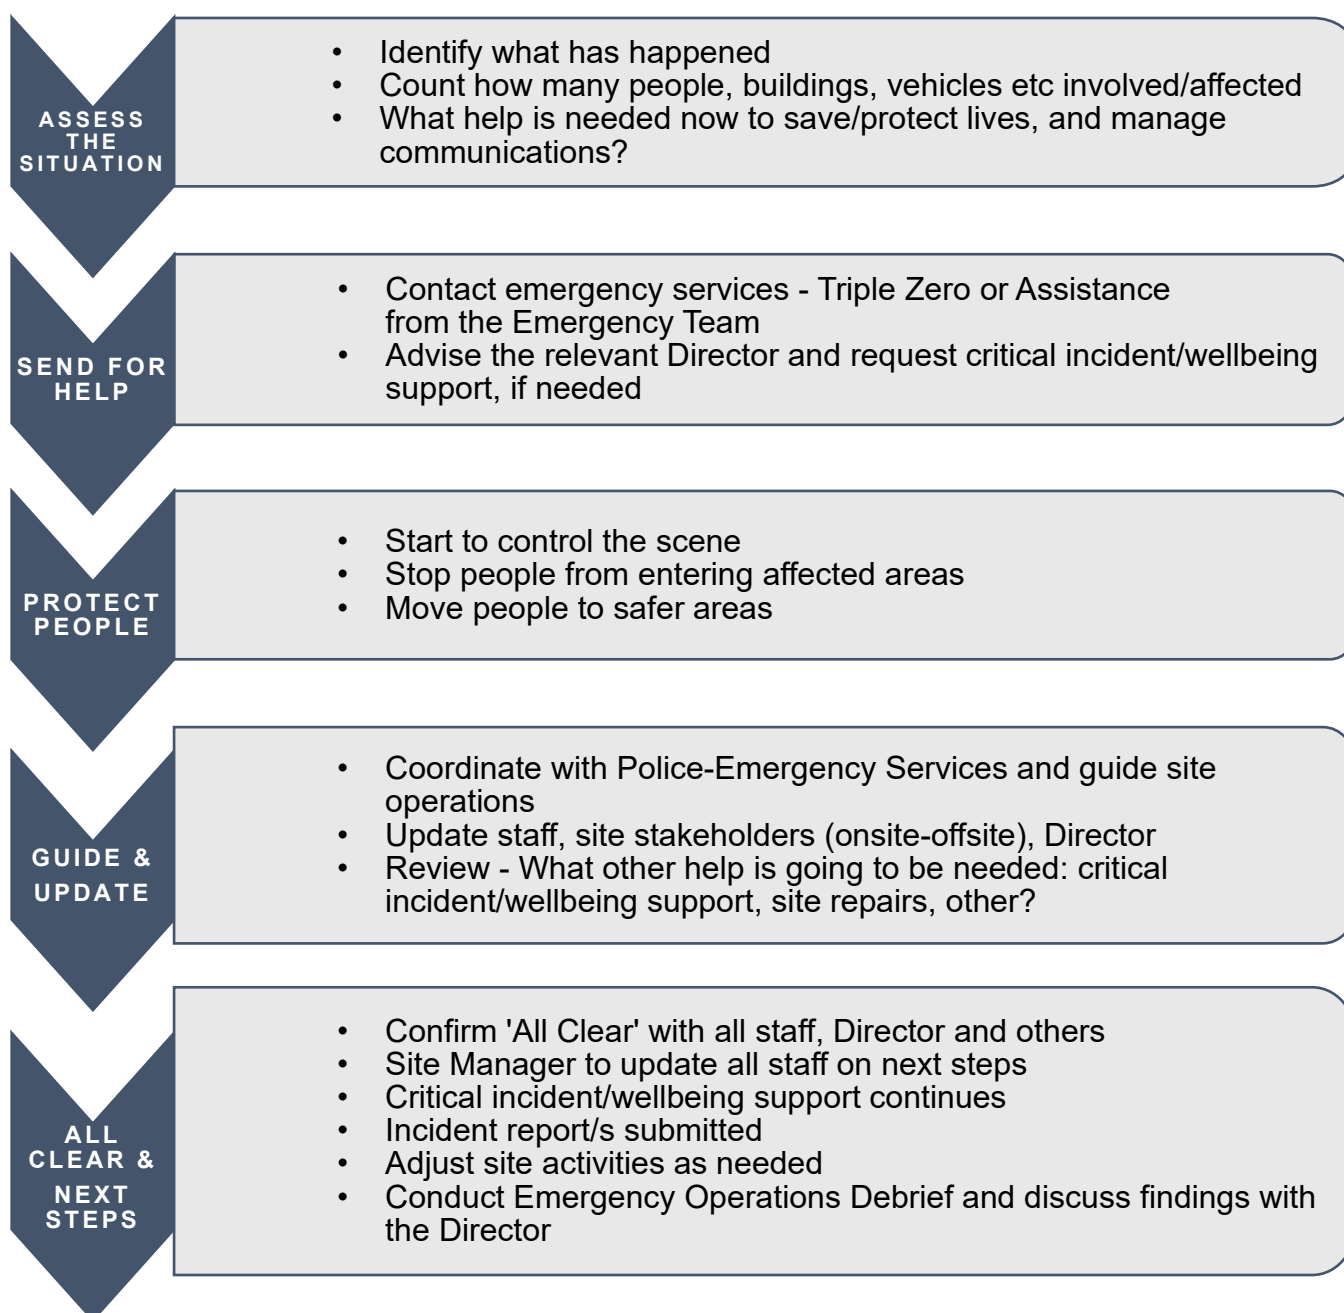 ASSESS
THE
SITUATION
• Identify what has happened
• Count how many people, buildings, vehicles etc involved/affected
• What help is needed now to save/protect lives, and manage
communications?
SEND FOR
HELP
• Contact emergency services - Triple Zero or Assistance
from the Emergency Team
• Advise the relevant Director and request critical incident/wellbeing
support, if needed
PROTECT
PEOPLE
• Start to control the scene
• Stop people from entering affected areas
• Move people to safer areas
GUIDE &
UPDATE
• Coordinate with Police-Emergency Services and guide site
operations
• Update staff, site stakeholders (onsite-offsite), Director
• Review - What other help is going to be needed: critical
incident/wellbeing support, site repairs, other?
ALL
CLEAR &
NEXT
STEPS
• Confirm 'All Clear' with all staff, Director and others
• Site Manager to update all staff on next steps
• Critical incident/wellbeing support continues
• Incident report/s submitted
• Adjust site activities as needed
• Conduct Emergency Operations Debrief and discuss findings with
the Director